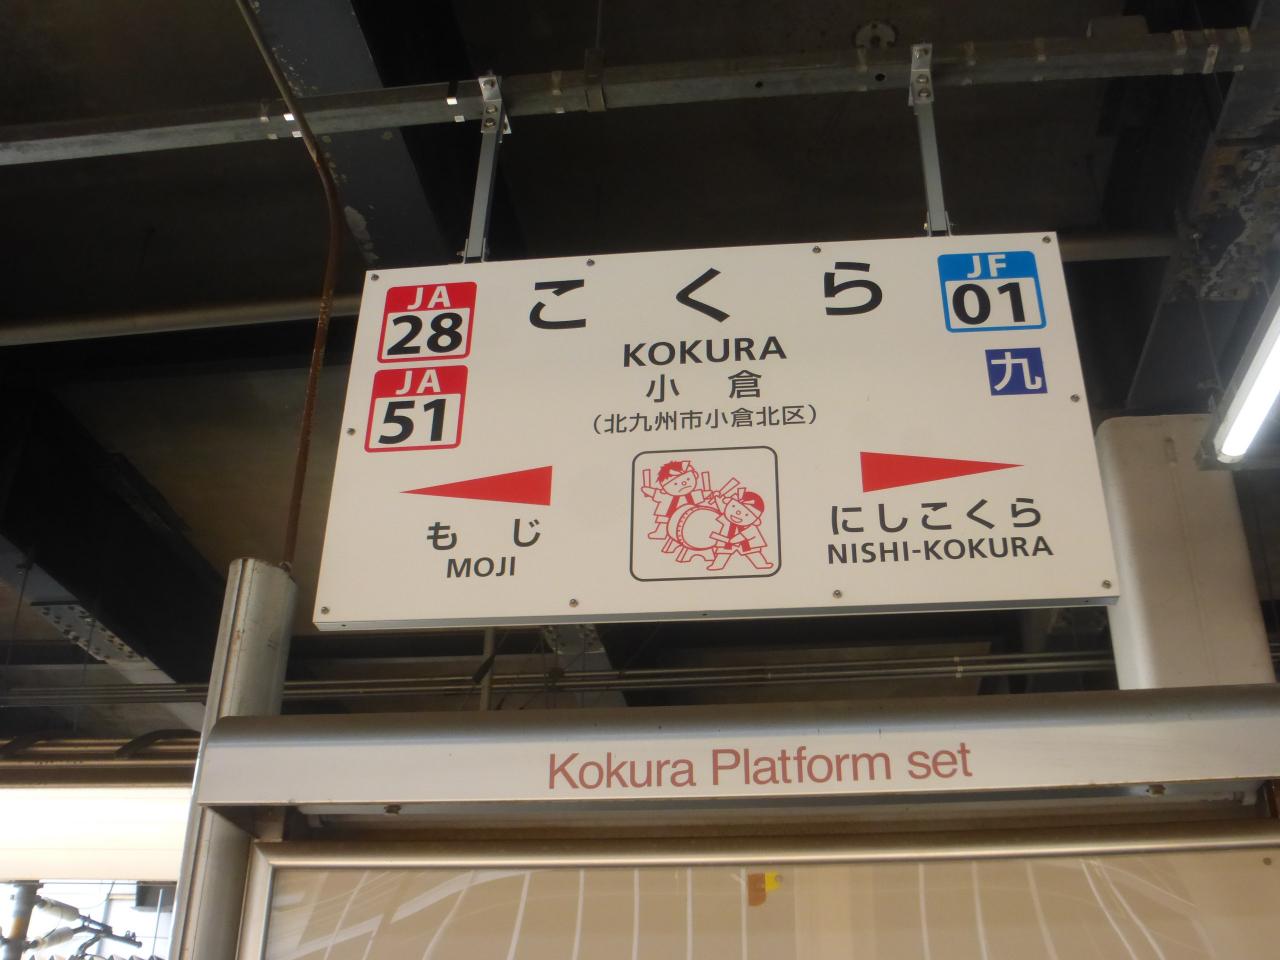 JA
28
JA
51
こくら
KOKURA
小倉
（北九州市小倉北区）
JF
01
九
もじ
MOJI
にしこくら
NISHI-KOKURA
Kokura Platform set